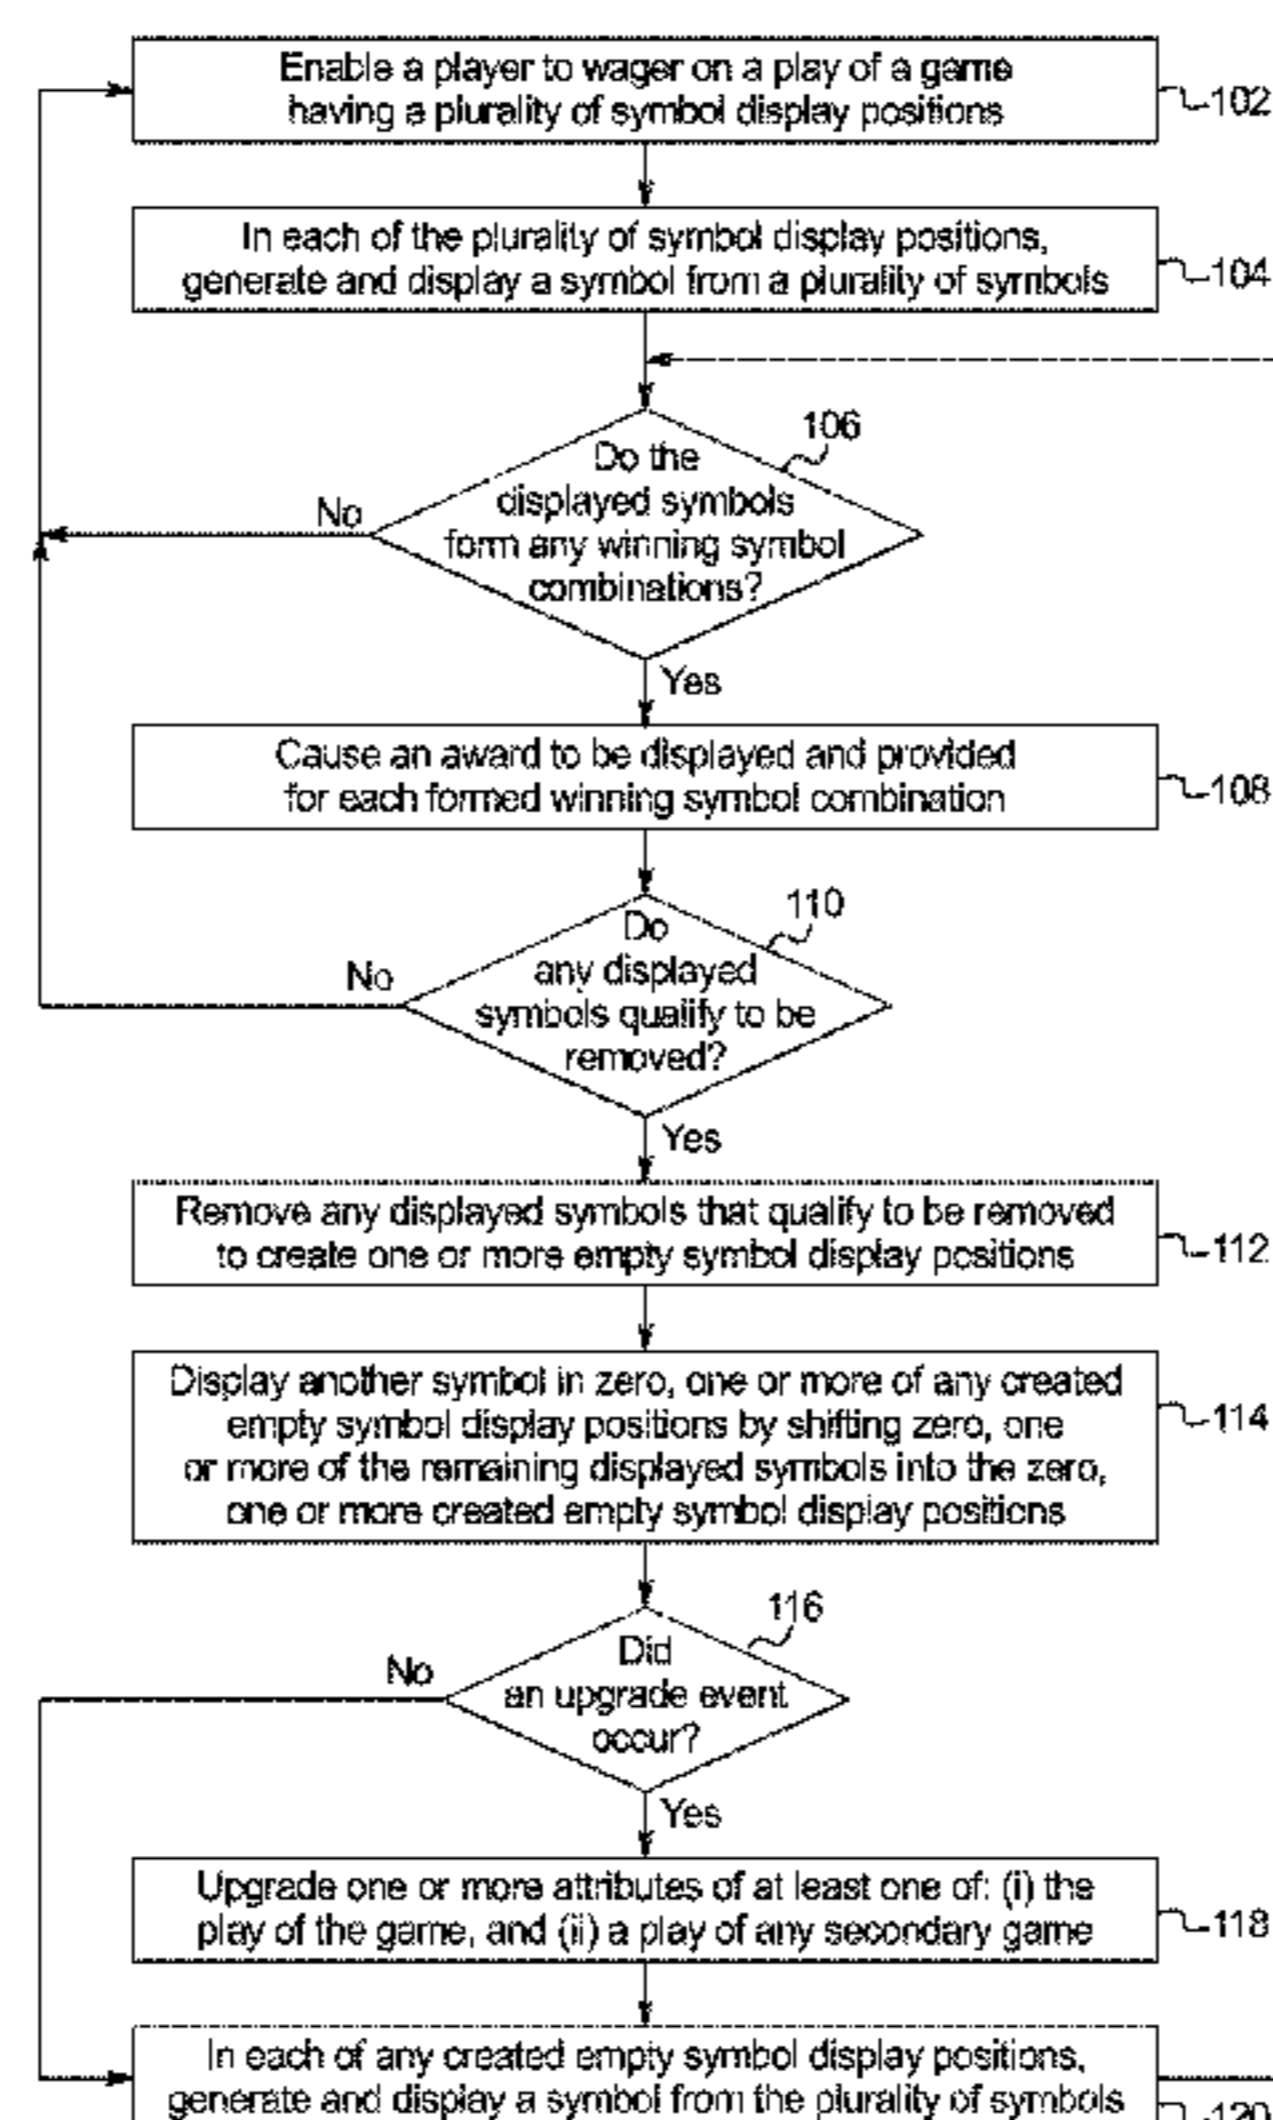 Enable a player to wager on a play of a game
having a plurality of symbol display positions
102
In each of the plurality of symbol display positions,
generate and display a symbol from a plurality of symbols
104
106
Do the
displayed symbols
form any winning symbol
combinations?
No
Yes
Cause an award to be displayed and provided
for each formed winning symbol combination
108
110
Do
any displayed
symbols qualify to be
removed?
No
Yes
Remove any displayed symbols that qualify to be removed
to create one or more empty symbol display positions
112
Display another symbol in zero, one or more of any created
empty symbol display positions by shifting zero, one
or more of the remaining displayed symbols into the zero,
one or more created empty symbol display positions
114
116
Did
an upgrade event
occur?
No
Yes
Upgrade one or more attributes of at least one of: (i) the
play of the game, and (ii) a play of any secondary game
118
In each of any created empty symbol display positions,
generate and display a symbol from the plurality of symbols
120